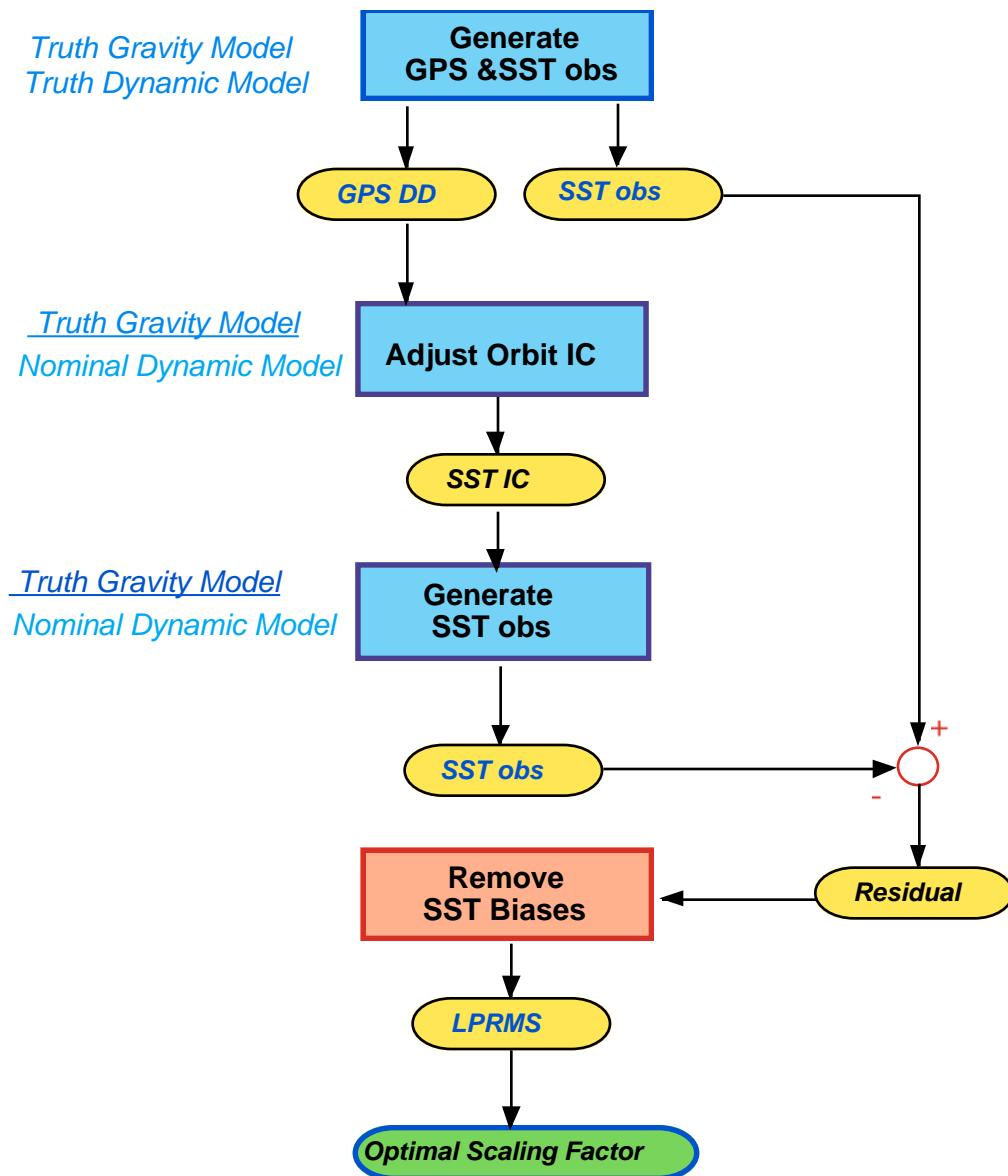 Truth Gravity Model
Truth Dynamic Model
Generate
GPS &SST obs
GPS DD
SST obs
Truth Gravity Model
Nominal Dynamic Model
Adjust Orbit IC
SST IC
Truth Gravity Model
Nominal Dynamic Model
Generate
SST obs
+
SST obs
-
Remove
SST Biases
Residual
LPRMS
Optimal Scaling Factor